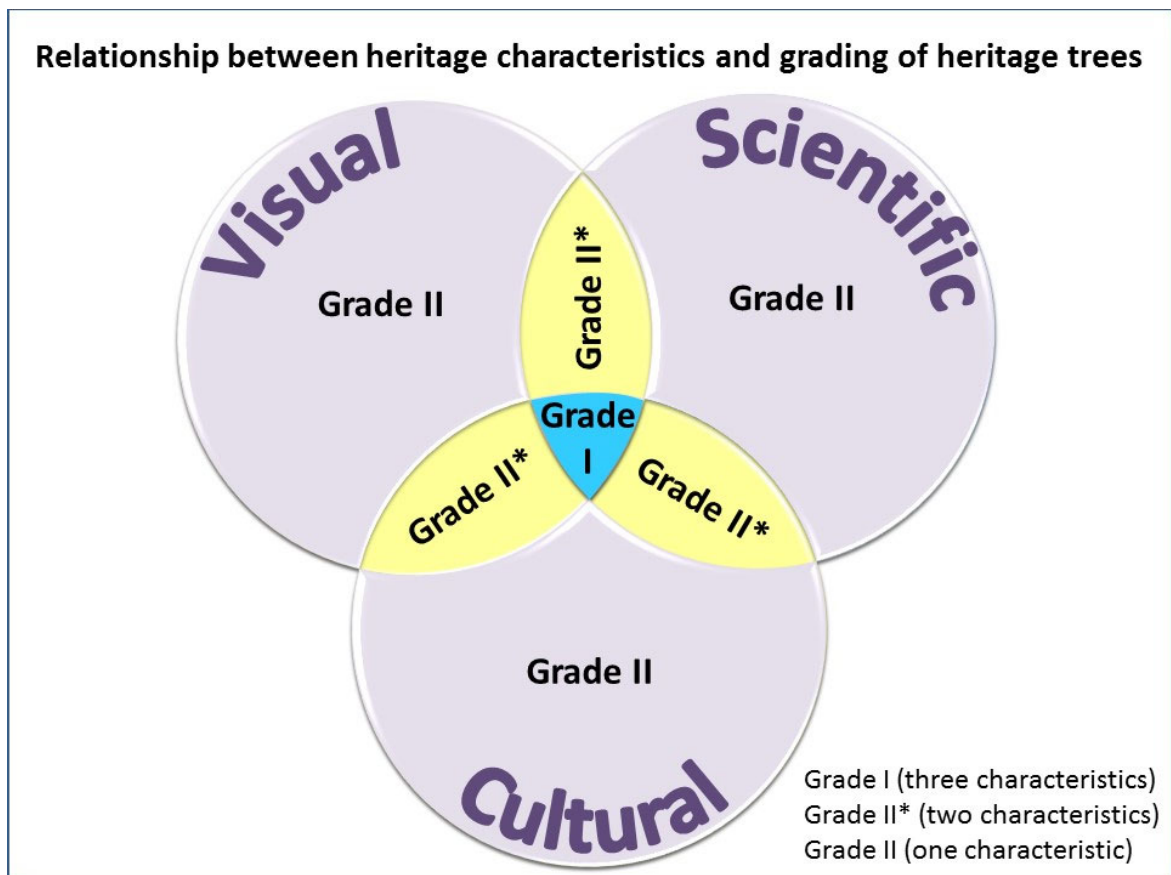 Relationship between heritage characteristics and grading of heritage trees
Visual
Scientific
Grade II
Grade II*
Grade II
Grade
I
Grade II*
Grade II*
Grade II
Cultural
Grade I (three characteristics)
Grade II* (two characteristics)
Grade II (one characteristic)